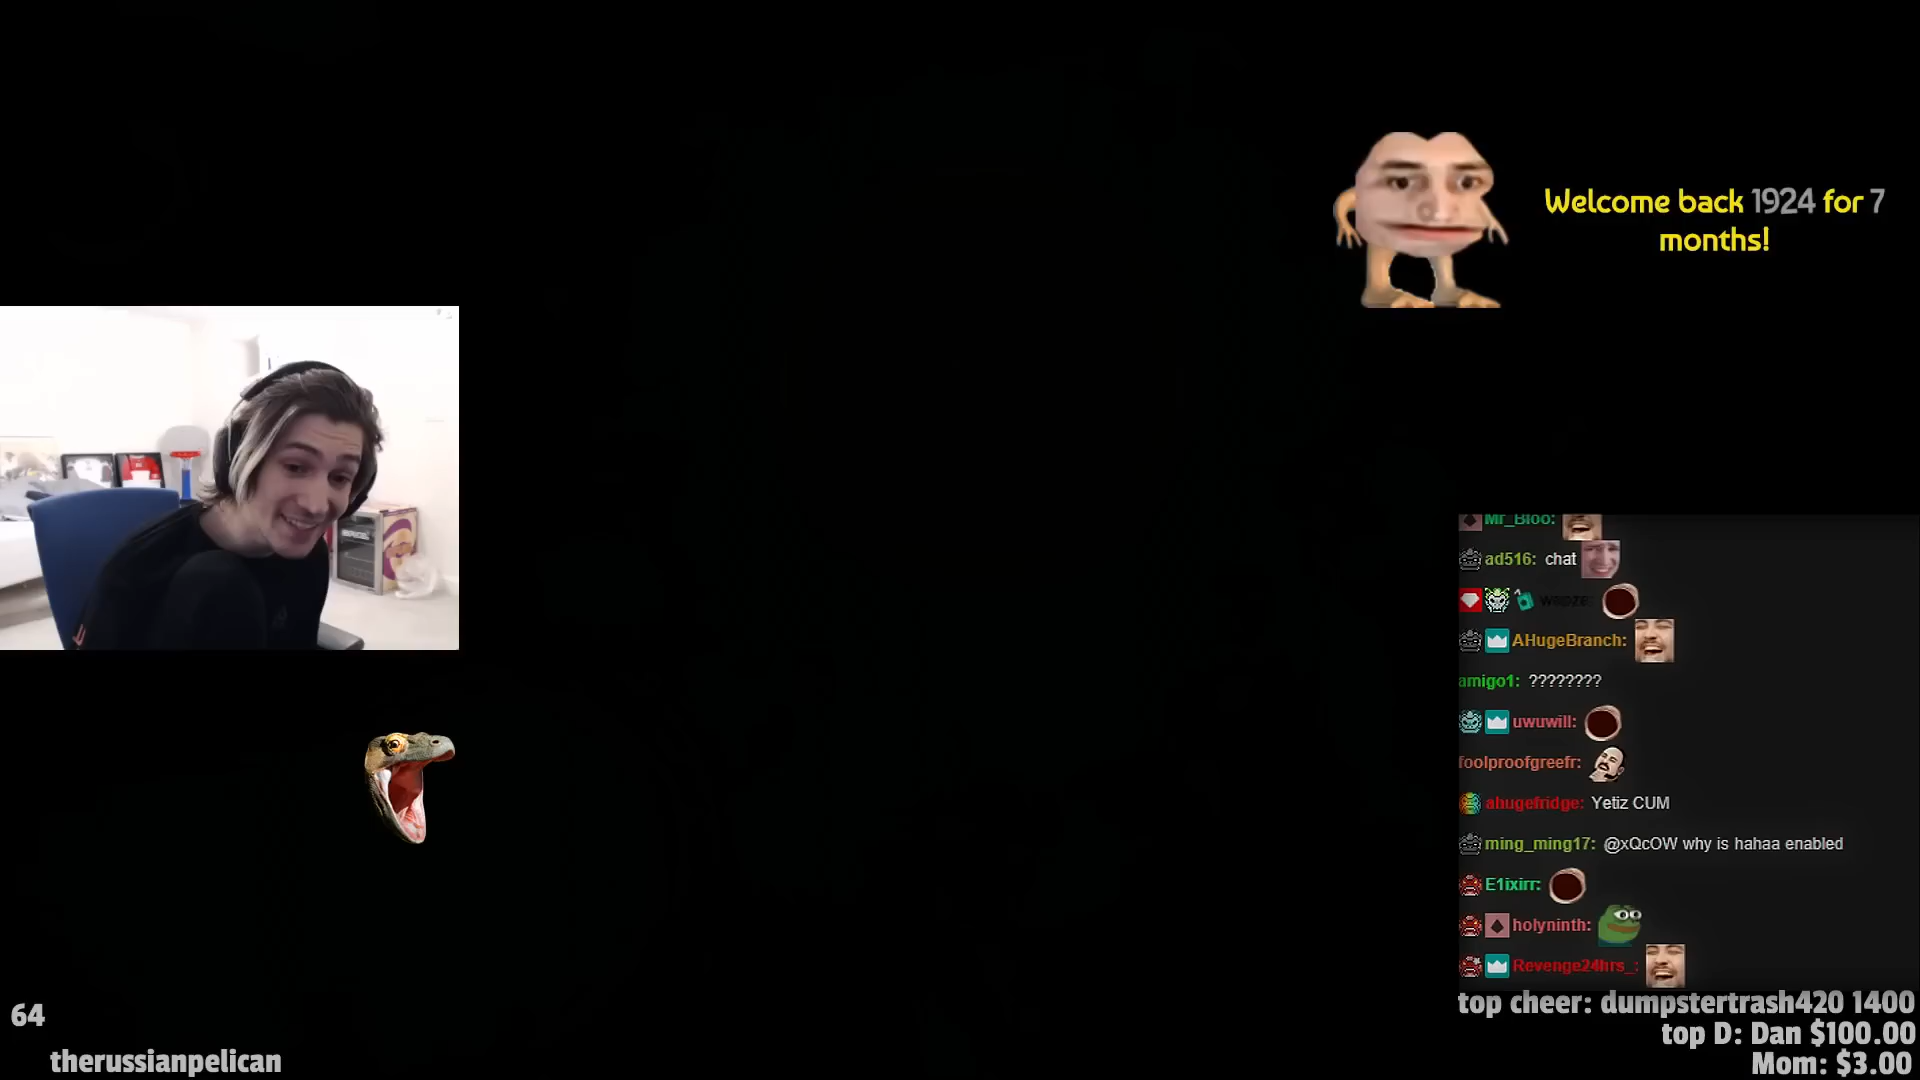 Welcome back 1924 for 7
months!
Mr_Bloo:
ad516: chat
AHugeBranch:
amigo1: ????????
uwuwill:
foolproofgreefr:
ahugefridge: Yetiz CUM
ming_ming17: @xQcOW why is hahaa enabled
E1ixirr:
holyninth:
Revenge24hrs_:
top cheer: dumpstertrash420 1400
top D: Dan $100.00
Mom: $3.00
64
therussianpelican